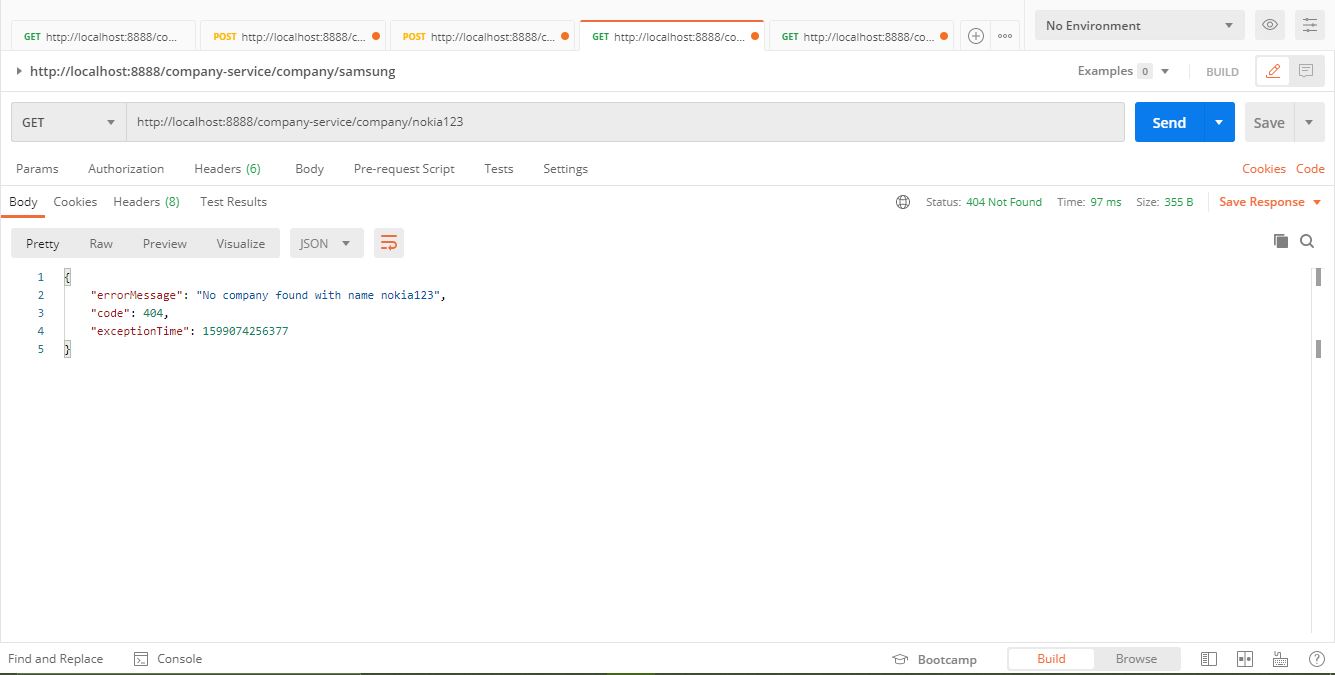 GET http://localhost:8888/co... POST http://localhost:8888/c... POST http://localhost:8888/c... GET http://localhost:8888/co... GET http://localhost:8888/co... No Environment
http://localhost:8888/company-service/company/samsung Examples 0 BUILD
GET http://localhost:8888/company-service/company/nokia123 Send Save
Params Authorization Headers (6) Body Pre-request Script Tests Settings Cookies Code
Body Cookies Headers (8) Test Results Status: 404 Not Found Time: 97 ms Size: 355 B Save Response
Pretty Raw Preview Visualize JSON
1 {
2 "errorMessage": "No company found with name nokia123",
3 "code": 404,
4 "exceptionTime": 1599074256377
5 }
Find and Replace Console Bootcamp Build Browse